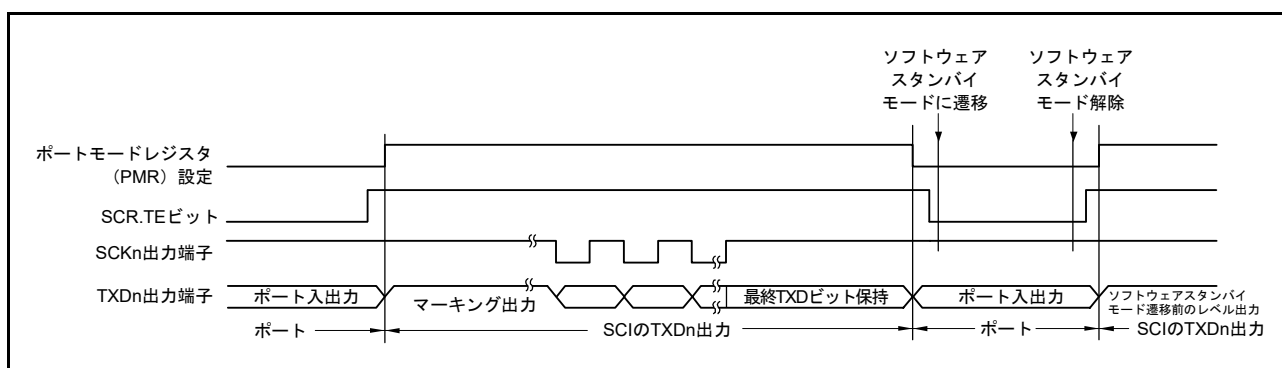 ソフトウェア
スタンバイ
モードに遷移
ソフトウェア
スタンバイ
モード解除
ポートモードレジスタ
（PMR）設定
SCR.TEビット
SCKn出力端子
TXDn出力端子
ポート入出力
マーキング出力
最終TXDビット保持
ポート入出力
ソフトウェアスタンバイ
モード遷移前のレベル出力
ポート
SCIのTXDn出力
ポート
SCIのTXDn出力